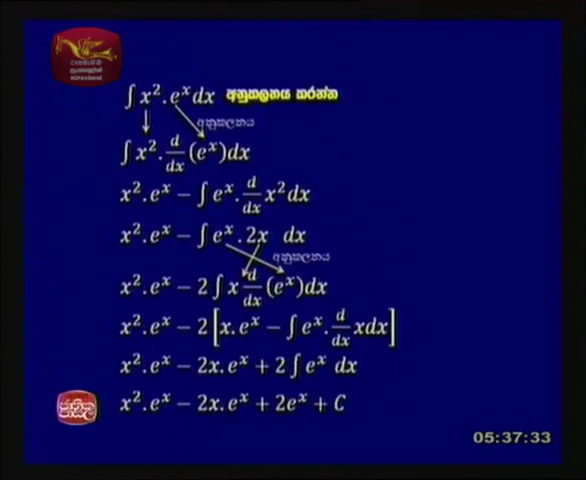 ∫ x². eˣ dx අනුකලනය කරන්න
අනුකලනය
∫ x². d/dx (eˣ)dx
x². eˣ − ∫ eˣ. d/dx x²dx
x². eˣ − ∫ eˣ. 2x dx
අනුකලනය
x². eˣ − 2 ∫ x d/dx (eˣ)dx
x². eˣ − 2 [x. eˣ − ∫ eˣ. d/dx xdx]
x². eˣ − 2x. eˣ + 2 ∫ eˣ dx
x². eˣ − 2x. eˣ + 2eˣ + C
05:37:33